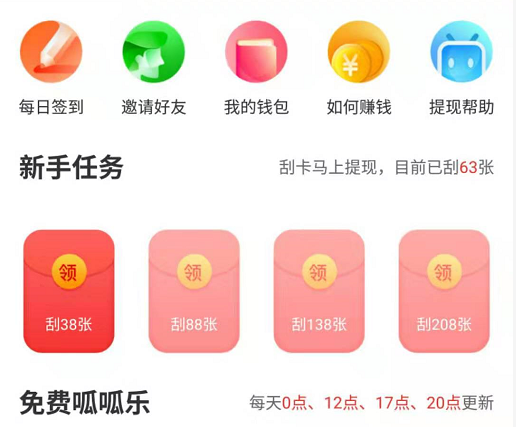 ¥
每日签到 邀请好友 我的钱包 如何赚钱 提现帮助
新手任务 刮卡马上提现，目前已刮63张
领 领 领 领
刮38张 刮88张 刮138张 刮208张
免费呱呱乐 每天0点、12点、17点、20点更新